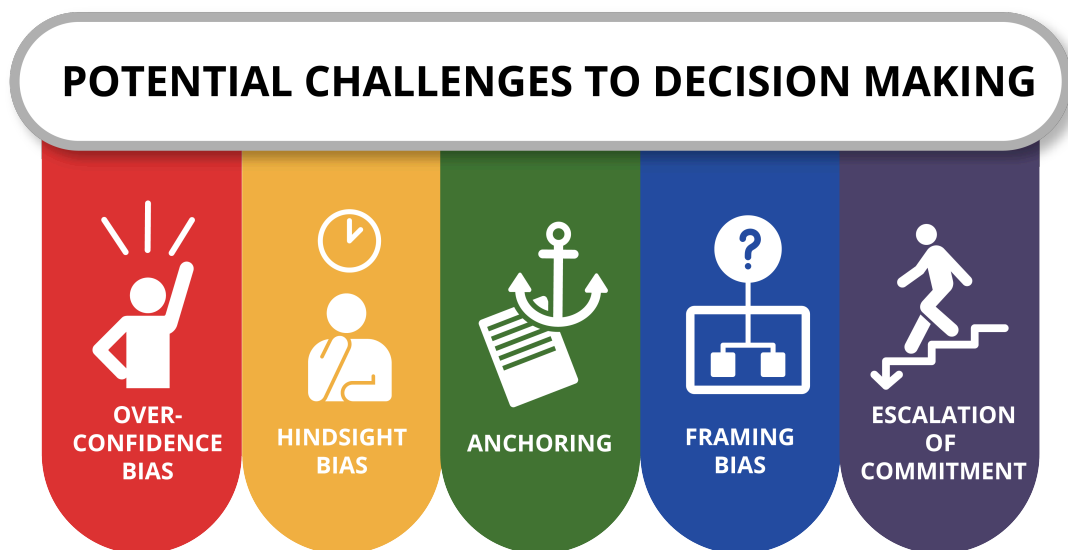 POTENTIAL CHALLENGES TO DECISION MAKING
OVER-
CONFIDENCE
BIAS
HINDSIGHT
BIAS
ANCHORING
?
FRAMING
BIAS
ESCALATION
OF
COMMITMENT